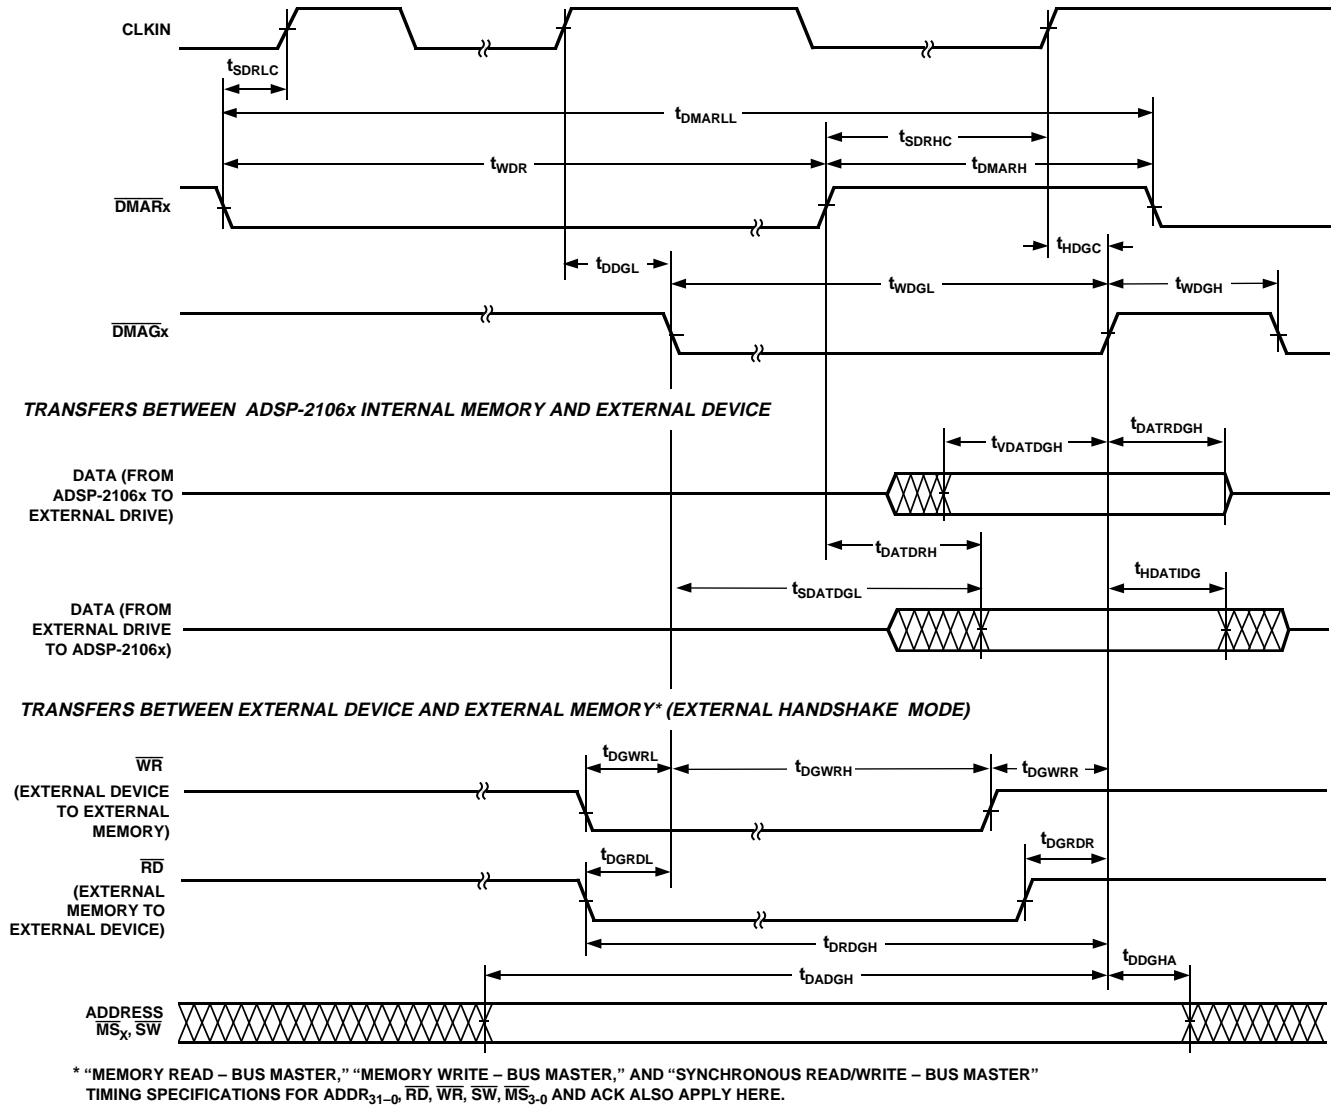 CLKIN
tSDRLC
tDMARLL
tSDRHC
tWDR
tDMARH
DMARx
tHDGC
tDDGL
tWDGL
tWDGH
DMAGx
TRANSFERS BETWEEN ADSP-2106x INTERNAL MEMORY AND EXTERNAL DEVICE
tDATRDGH
tVDATDGH
DATA (FROM
ADSP-2106x TO
EXTERNAL DRIVE)
tDATDRH
tHDATIDG
tSDATDGL
DATA (FROM
EXTERNAL DRIVE
TO ADSP-2106x)
TRANSFERS BETWEEN EXTERNAL DEVICE AND EXTERNAL MEMORY* (EXTERNAL HANDSHAKE MODE)
tDGWRL
WR
tDGWRH
tDGWRR
(EXTERNAL DEVICE
TO EXTERNAL
MEMORY)
tDGRDR
tDGRDL
RD
(EXTERNAL
MEMORY TO
EXTERNAL DEVICE)
tDRDGH
tDDGHA
tDADGH
ADDRESS
MSX, SW
* “MEMORY READ – BUS MASTER,” “MEMORY WRITE – BUS MASTER,” AND “SYNCHRONOUS READ/WRITE – BUS MASTER”
TIMING SPECIFICATIONS FOR ADDR31–0, RD, WR, SW, MS3-0 AND ACK ALSO APPLY HERE.